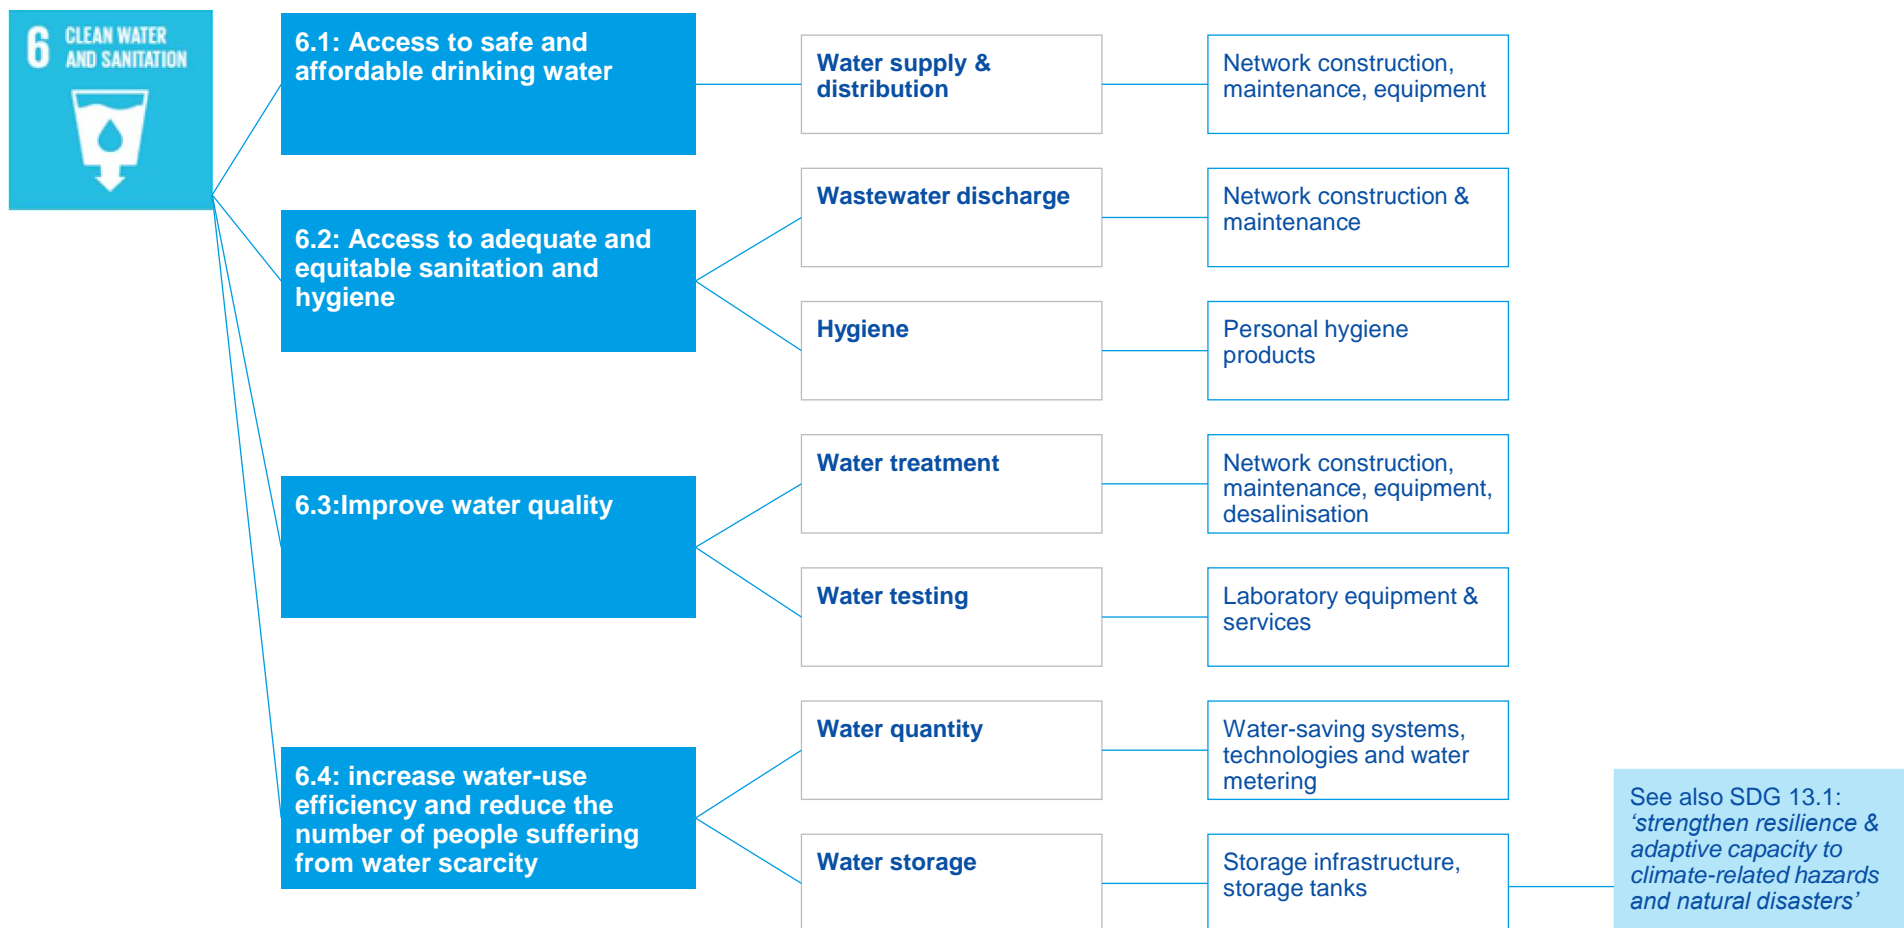 6 CLEAN WATER
AND SANITATION
6.1: Access to safe and
affordable drinking water
Water supply &
distribution
Network construction,
maintenance, equipment
6.2: Access to adequate and
equitable sanitation and
hygiene
Wastewater discharge
Network construction &
maintenance
Hygiene
Personal hygiene
products
6.3:Improve water quality
Water treatment
Network construction,
maintenance, equipment,
desalinisation
Water testing
Laboratory equipment &
services
6.4: increase water-use
efficiency and reduce the
number of people suffering
from water scarcity
Water quantity
Water-saving systems,
technologies and water
metering
Water storage
Storage infrastructure,
storage tanks
See also SDG 13.1:
‘strengthen resilience &
adaptive capacity to
climate-related hazards
and natural disasters’